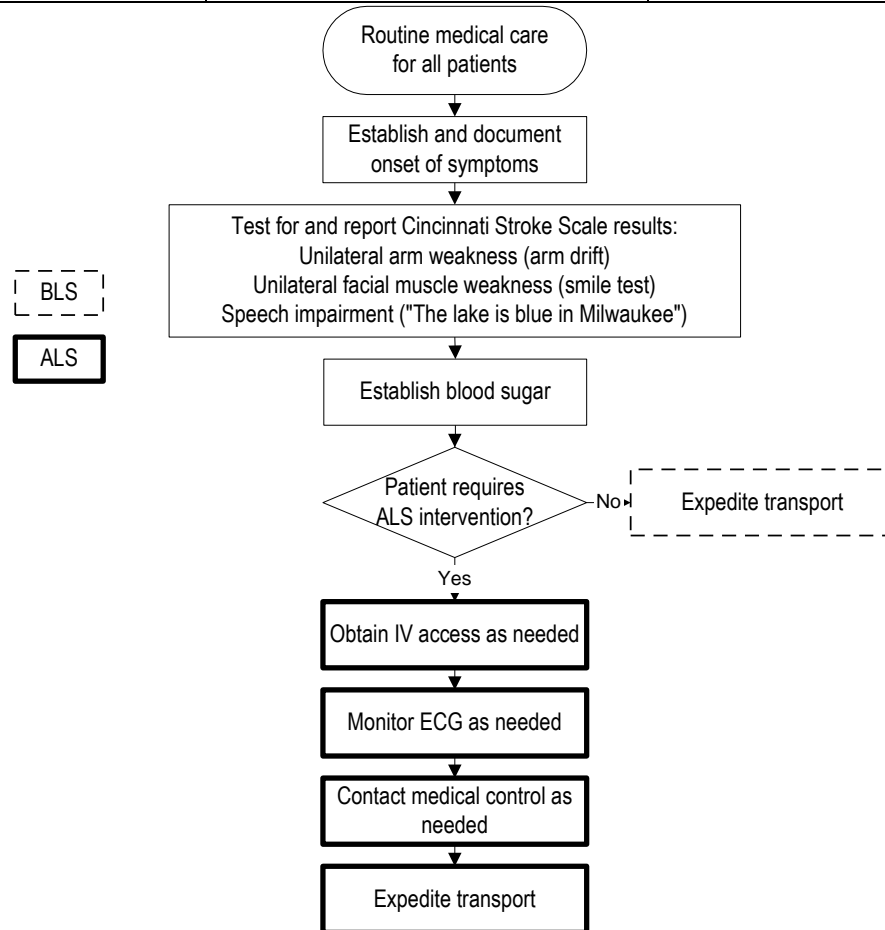 Routine medical care
for all patients
Establish and document
onset of symptoms
Test for and report Cincinnati Stroke Scale results:
Unilateral arm weakness (arm drift)
Unilateral facial muscle weakness (smile test)
Speech impairment ("The lake is blue in Milwaukee")
BLS
ALS
Establish blood sugar
Patient requires
ALS intervention?
No
Expedite transport
Yes
Obtain IV access as needed
Monitor ECG as needed
Contact medical control as
needed
Expedite transport